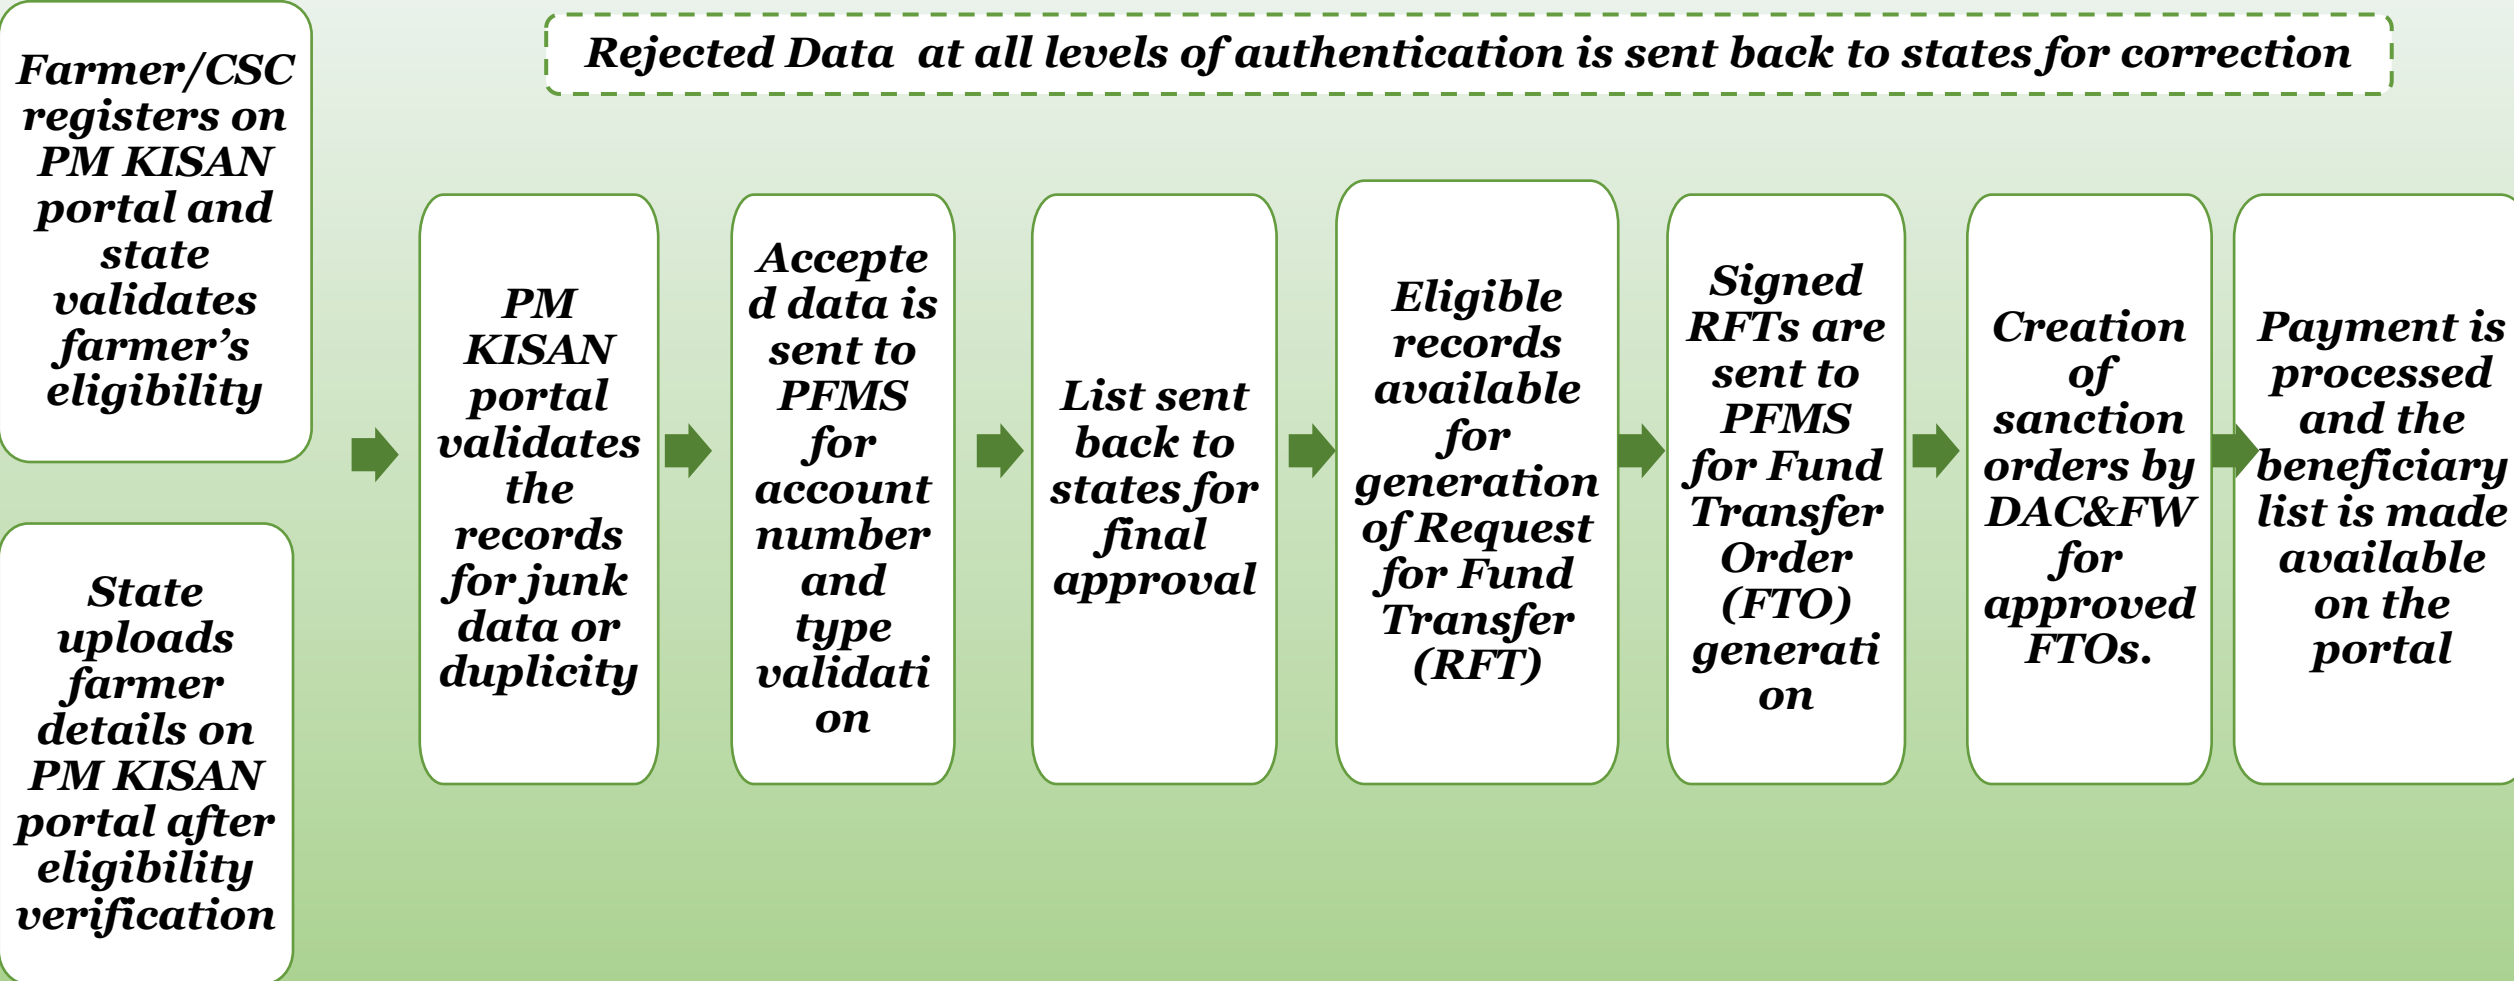 Farmer/CSC
registers on
PM KISAN
portal and
state
validates
farmer’s
eligibility
State
uploads
farmer
details on
PM KISAN
portal after
eligibility
verification
Rejected Data at all levels of authentication is sent back to states for correction
PM
KISAN
portal
validates
the
records
for junk
data or
duplicity
Accepte
d data is
sent to
PFMS
for
account
number
and
type
validati
on
List sent
back to
states for
final
approval
Eligible
records
available
for
generation
of Request
for Fund
Transfer
(RFT)
Signed
RFTs are
sent to
PFMS
for Fund
Transfer
Order
(FTO)
generati
on
Creation
of
sanction
orders by
DAC&FW
for
approved
FTOs.
Payment is
processed
and the
beneficiary
list is made
available
on the
portal